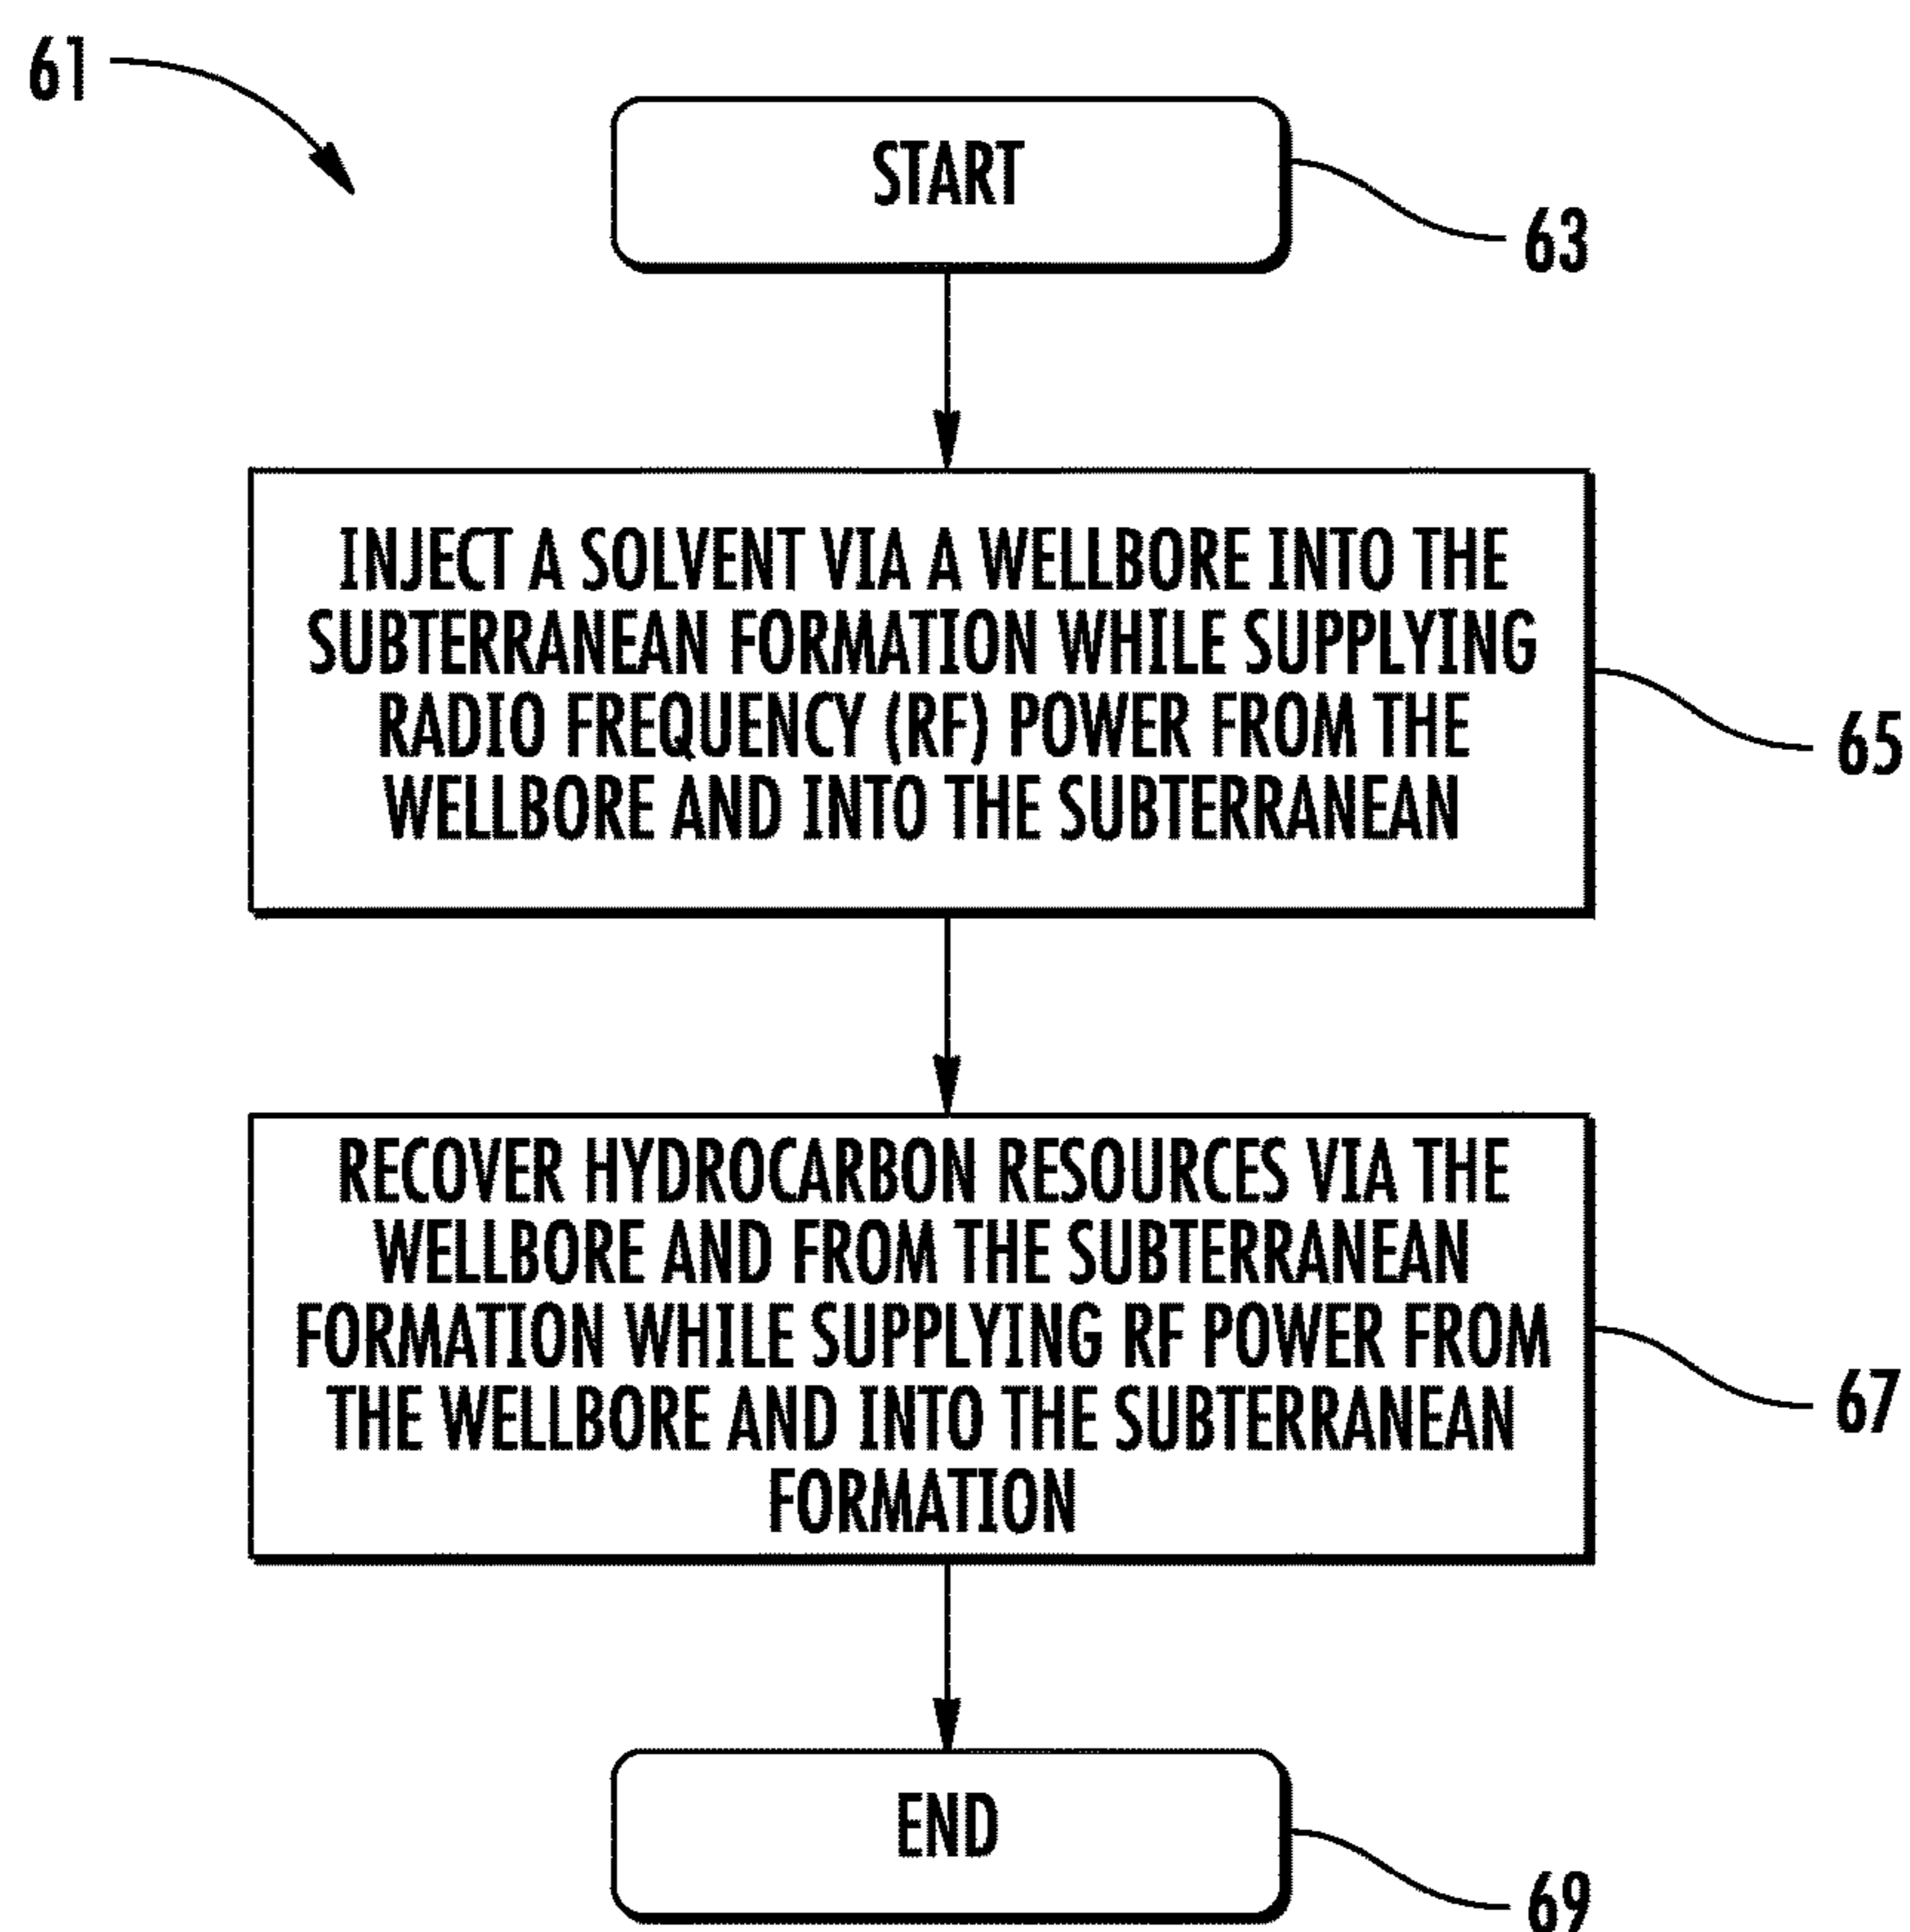 61
START
63
INJECT A SOLVENT VIA A WELLBORE INTO THE
SUBTERRANEAN FORMATION WHILE SUPPLYING
RADIO FREQUENCY (RF) POWER FROM THE
WELLBORE AND INTO THE SUBTERRANEAN
65
RECOVER HYDROCARBON RESOURCES VIA THE
WELLBORE AND FROM THE SUBTERRANEAN
FORMATION WHILE SUPPLYING RF POWER FROM
THE WELLBORE AND INTO THE SUBTERRANEAN
FORMATION
67
END
69